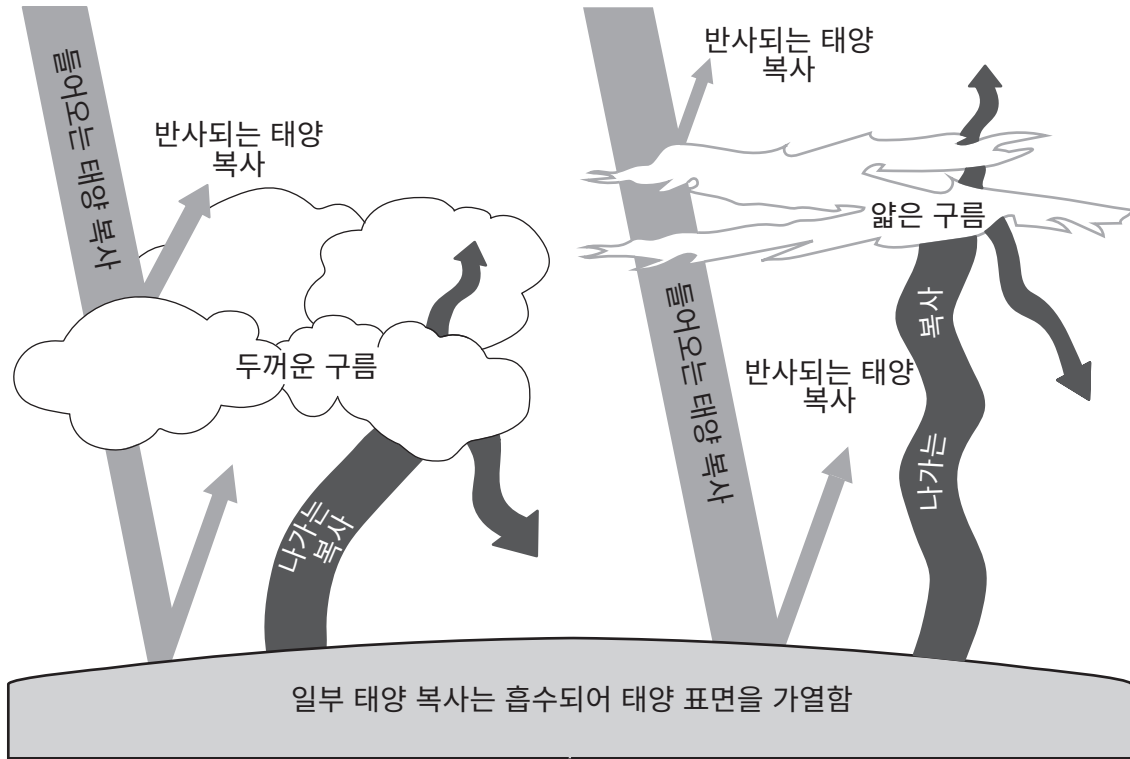 들어오는 태양 복사
반사되는 태양
복사
두꺼운 구름
나가는
복사
반사되는 태양
복사
얇은 구름
들어오는 태양 복사
반사되는 태양
복사
나가는 복사
일부 태양 복사는 흡수되어 태양 표면을 가열함